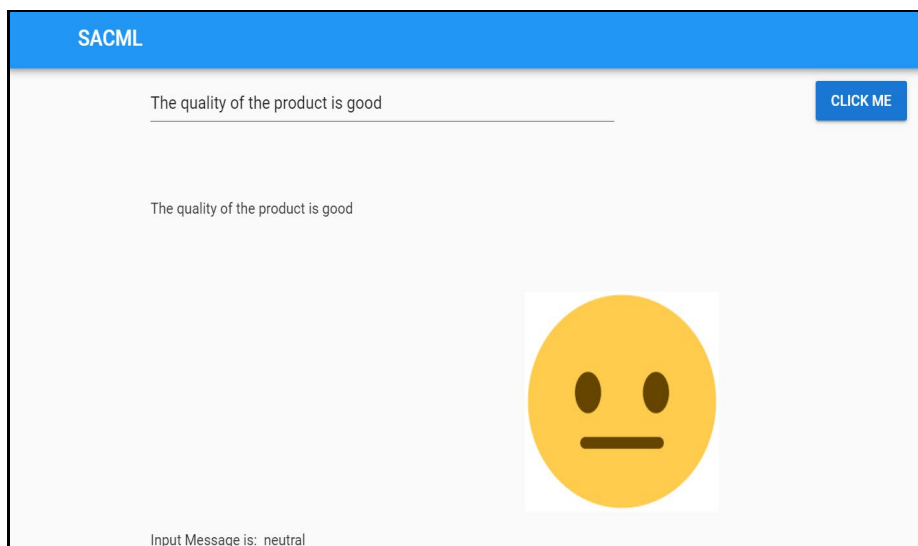 SACML
The quality of the product is good
CLICK ME
The quality of the product is good
Input Message is: neutral